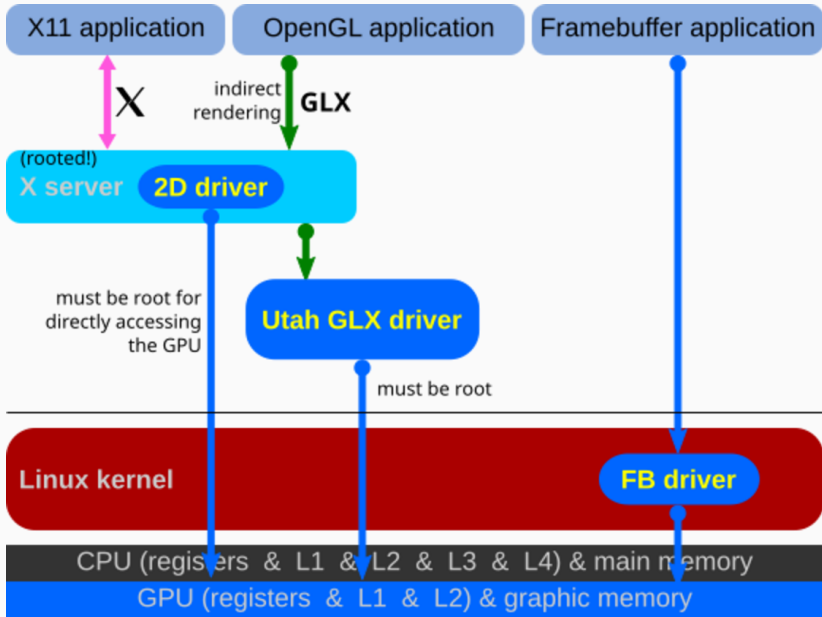 X11 application
OpenGL application
Framebuffer application
X
indirect
rendering
GLX
(rooted!)
X server
2D driver
must be root for
directly accessing
the GPU
Utah GLX driver
must be root
Linux kernel
FB driver
CPU (registers & L1 & L2 & L3 & L4) & main memory
GPU (registers & L1 & L2) & graphic memory